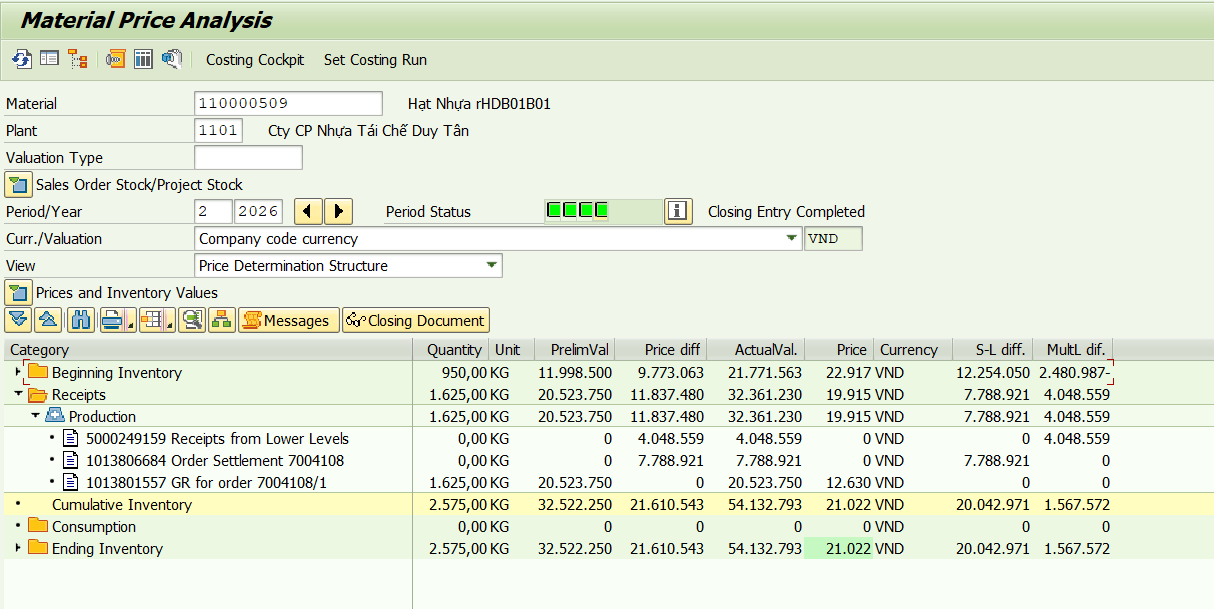 Material Price Analysis
Costing Cockpit Set Costing Run
Material 110000509 Hạt Nhựa rHDB01B01
Plant 1101 Cty CP Nhựa Tái Chế Duy Tân
Valuation Type
Sales Order Stock/Project Stock
Period/Year 2 2026 Period Status Closing Entry Completed
Curr./Valuation Company code currency VND
View Price Determination Structure
Prices and Inventory Values
Messages Closing Document
Category Quantity Unit PrelimVal Price diff ActualVal. Price Currency S-L diff. MultL dif.
Beginning Inventory 950,00 KG 11.998.500 9.773.063 21.771.563 22.917 VND 12.254.050 2.480.987-
Receipts 1.625,00 KG 20.523.750 11.837.480 32.361.230 19.915 VND 7.788.921 4.048.559
Production 1.625,00 KG 20.523.750 11.837.480 32.361.230 19.915 VND 7.788.921 4.048.559
5000249159 Receipts from Lower Levels 0,00 KG 0 4.048.559 4.048.559 0 VND 0 4.048.559
1013806684 Order Settlement 7004108 0,00 KG 0 7.788.921 7.788.921 0 VND 7.788.921 0
1013801557 GR for order 7004108/1 1.625,00 KG 20.523.750 0 20.523.750 12.630 VND 0 0
Cumulative Inventory 2.575,00 KG 32.522.250 21.610.543 54.132.793 21.022 VND 20.042.971 1.567.572
Consumption 0,00 KG 0 0 0 0 VND 0 0
Ending Inventory 2.575,00 KG 32.522.250 21.610.543 54.132.793 21.022 VND 20.042.971 1.567.572